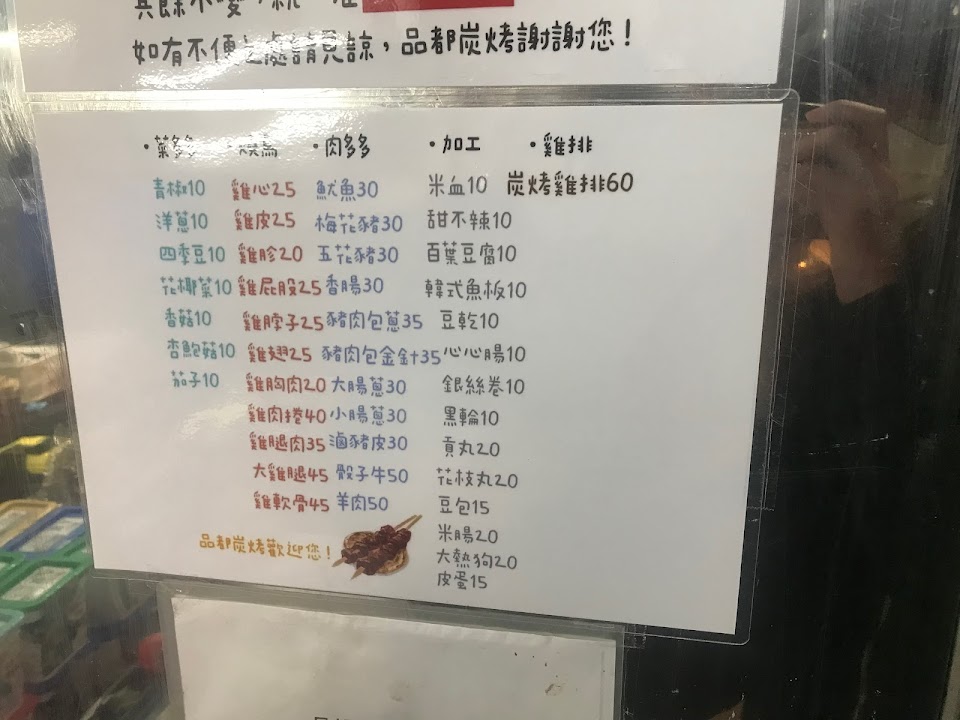 如有不便之處請見諒，品都炭烤謝謝您！
·菜多多
·燒鳥
·肉多多
·加工
·雞排
青椒10
洋蔥10
四季豆10
花椰菜10
香菇10
杏鮑菇10
茄子10
雞心25
雞皮25
雞胗20
雞屁股25
雞脖子25
雞翅25
雞胸肉20
雞肉捲40
雞腿肉35
大雞腿45
雞軟骨45
魷魚30
梅花豬30
五花豬30
香腸30
豬肉包蔥35
豬肉包金針35
大腸蔥30
小腸蔥30
滷豬皮30
骰子牛50
羊肉50
米血10
甜不辣10
百葉豆腐10
韓式魚板10
豆乾10
心心腸10
銀絲卷10
黑輪10
貢丸20
花枝丸20
豆包15
米腸20
大熱狗20
皮蛋15
炭烤雞排60
品都炭烤歡迎您！